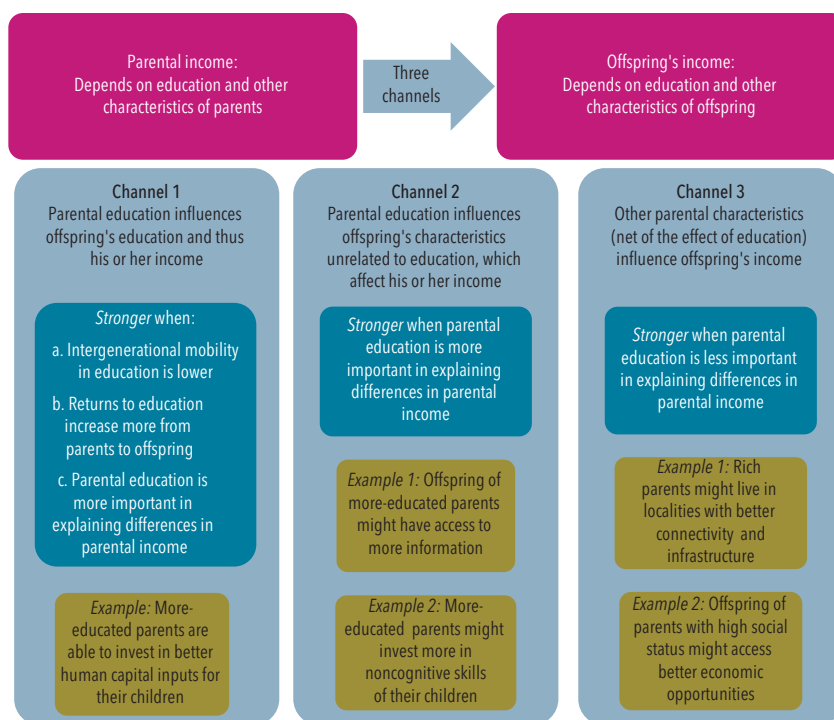 Parental income:
Depends on education and other
characteristics of parents
Three
channels
Offspring's income:
Depends on education and other
characteristics of offspring
Channel 1
Parental education influences
offspring's education and thus
his or her income
Stronger when:
a. Intergenerational mobility
in education is lower
b. Returns to education
increase more from
parents to offspring
c. Parental education is
more important in
explaining differences in
parental income
Example: More-
educated parents are
able to invest in better
human capital inputs for
their children
Channel 2
Parental education influences
offspring's characteristics
unrelated to education, which
affect his or her income
Stronger when parental
education is more
important in explaining
differences in parental
income
Example 1: Offspring of
more-educated parents
might have access to
more information
Example 2: More-
educated parents might
invest more in
noncognitive skills
of their children
Channel 3
Other parental characteristics
(net of the effect of education)
influence offspring's income
Stronger when parental
education is less important
in explaining differences in
parental income
Example 1: Rich
parents might live in
localities with better
connectivity and
infrastructure
Example 2: Offspring of
parents with high social
status might access
better economic
opportunities